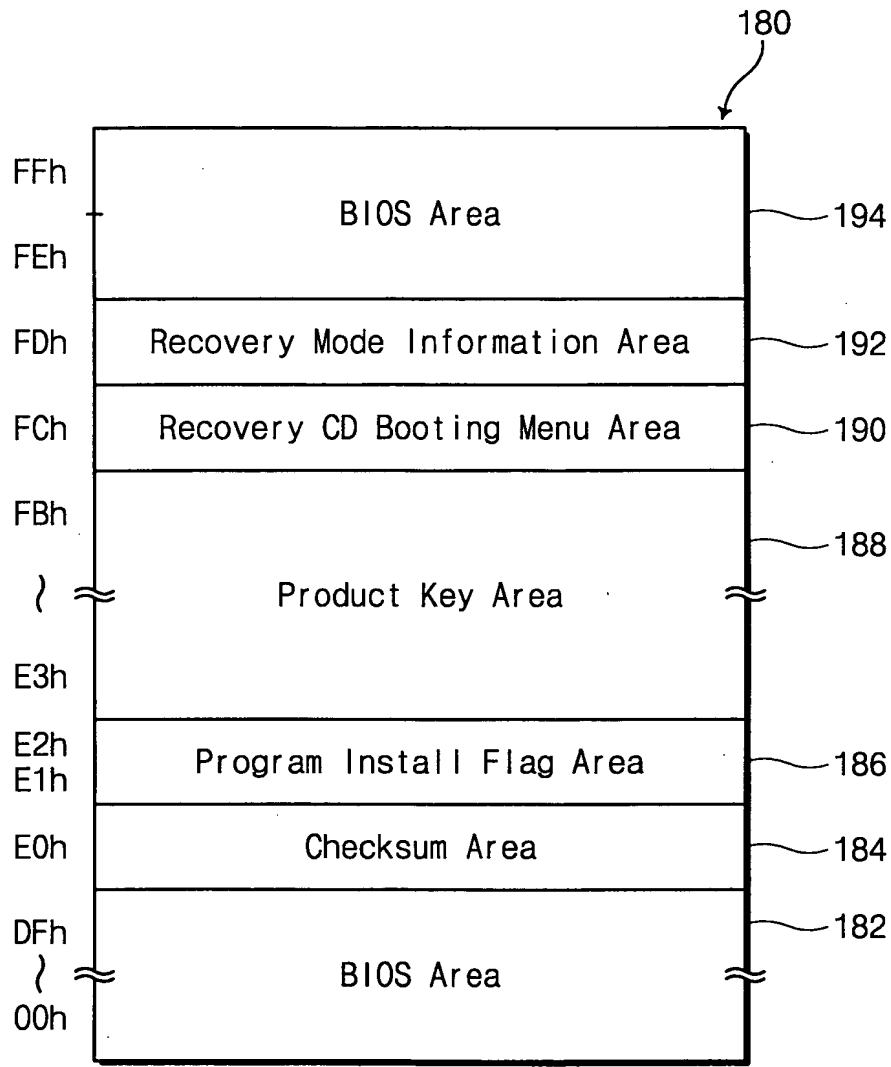 180
FFh
BIOS Area
194
FEh
FDh
Recovery Mode Information Area
192
FCh
Recovery CD Booting Menu Area
190
FBh
188
~
Product Key Area
E3h
E2h
Program Install Flag Area
186
E1h
E0h
Checksum Area
184
DFh
182
~
BIOS Area
00h